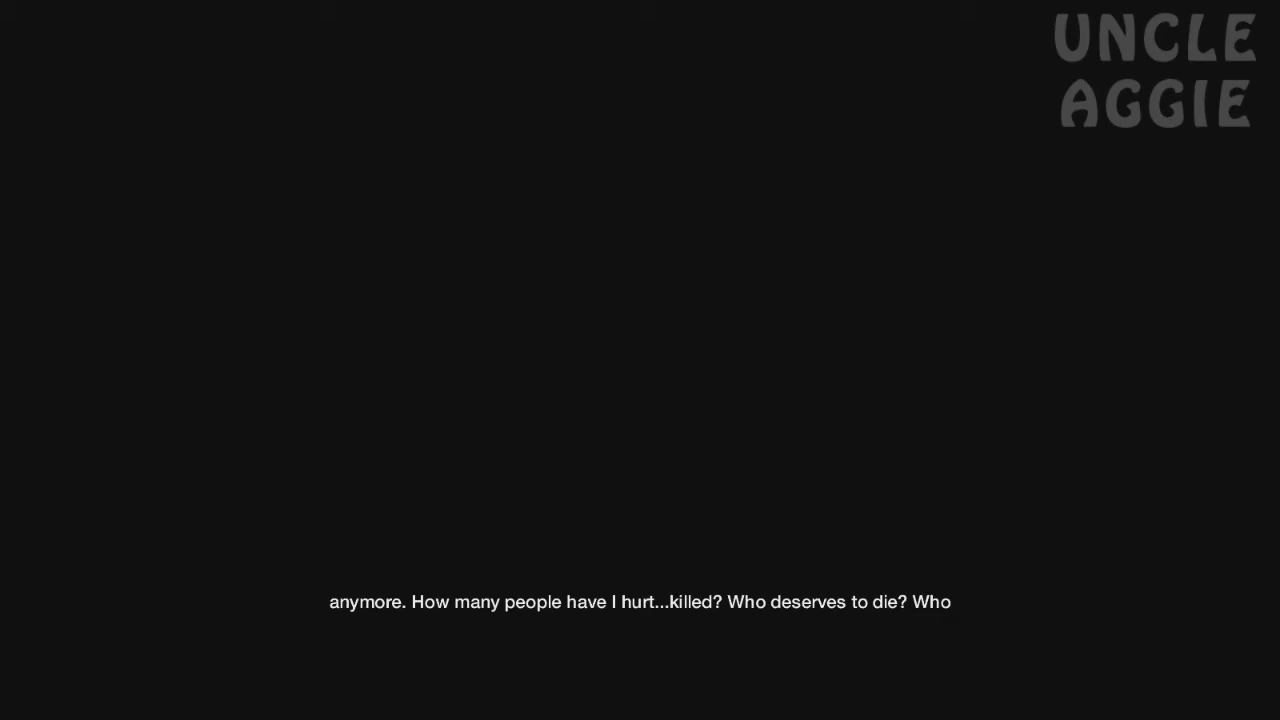 UNCLE
AGGIE
anymore. How many people have I hurt...killed? Who deserves to die? Who